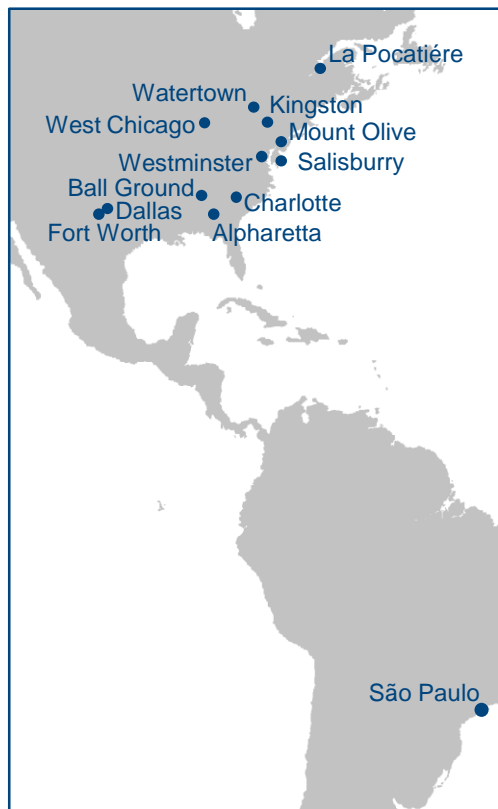 La Pocatiére
Watertown
Kingston
West Chicago
Mount Olive
Westminster
Salisburry
Ball Ground
Dallas
Charlotte
Fort Worth
Alpharetta
São Paulo